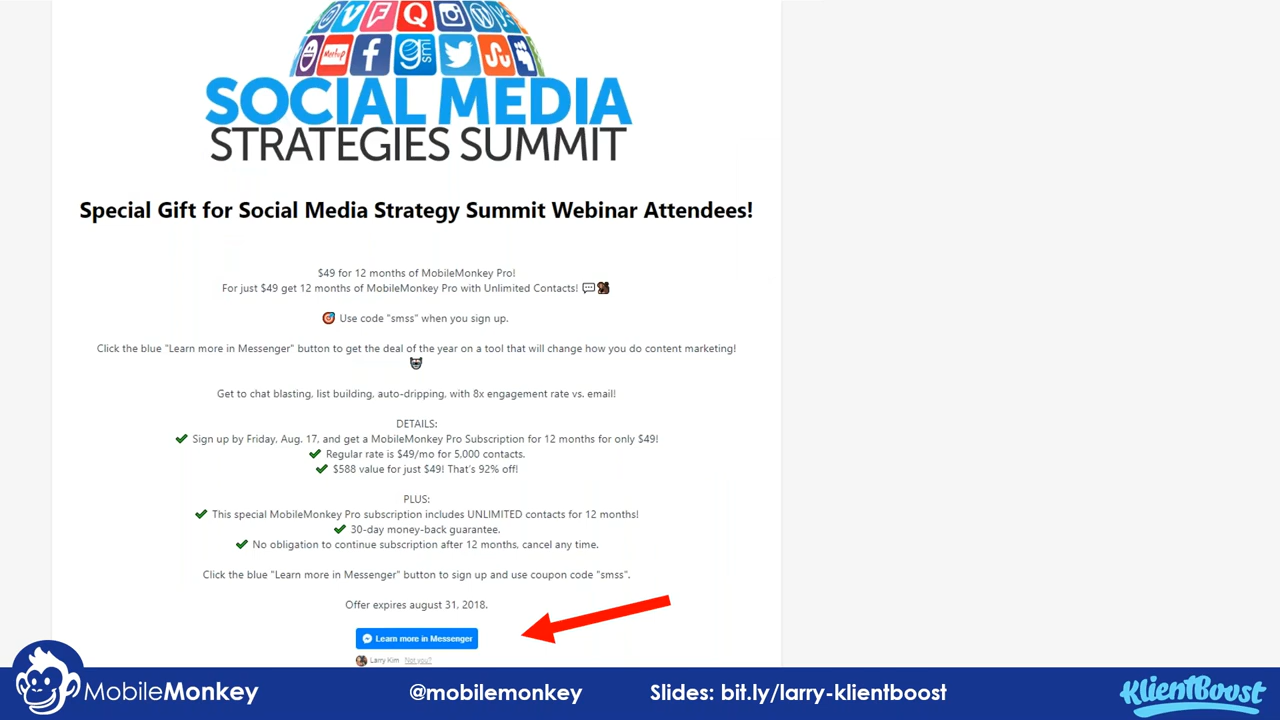 Meetup
gsmi
SOCIAL MEDIA
STRATEGIES SUMMIT
Special Gift for Social Media Strategy Summit Webinar Attendees!
$49 for 12 months of MobileMonkey Pro!
For just $49 get 12 months of MobileMonkey Pro with Unlimited Contacts!
Use code "smss" when you sign up.
Click the blue "Learn more in Messenger" button to get the deal of the year on a tool that will change how you do content marketing!
Get to chat blasting, list building, auto-dripping, with 8x engagement rate vs. email!
DETAILS:
Sign up by Friday, Aug. 17, and get a MobileMonkey Pro Subscription for 12 months for only $49!
Regular rate is $49/mo for 5,000 contacts.
$588 value for just $49! That's 92% off!
PLUS:
This special MobileMonkey Pro subscription includes UNLIMITED contacts for 12 months!
30-day money-back guarantee.
No obligation to continue subscription after 12 months, cancel any time.
Click the blue "Learn more in Messenger" button to sign up and use coupon code "smss".
Offer expires august 31, 2018.
Learn more in Messenger
Larry Kim Not you?
MobileMonkey @mobilemonkey Slides: bit.ly/larry-klientboost KlientBoost